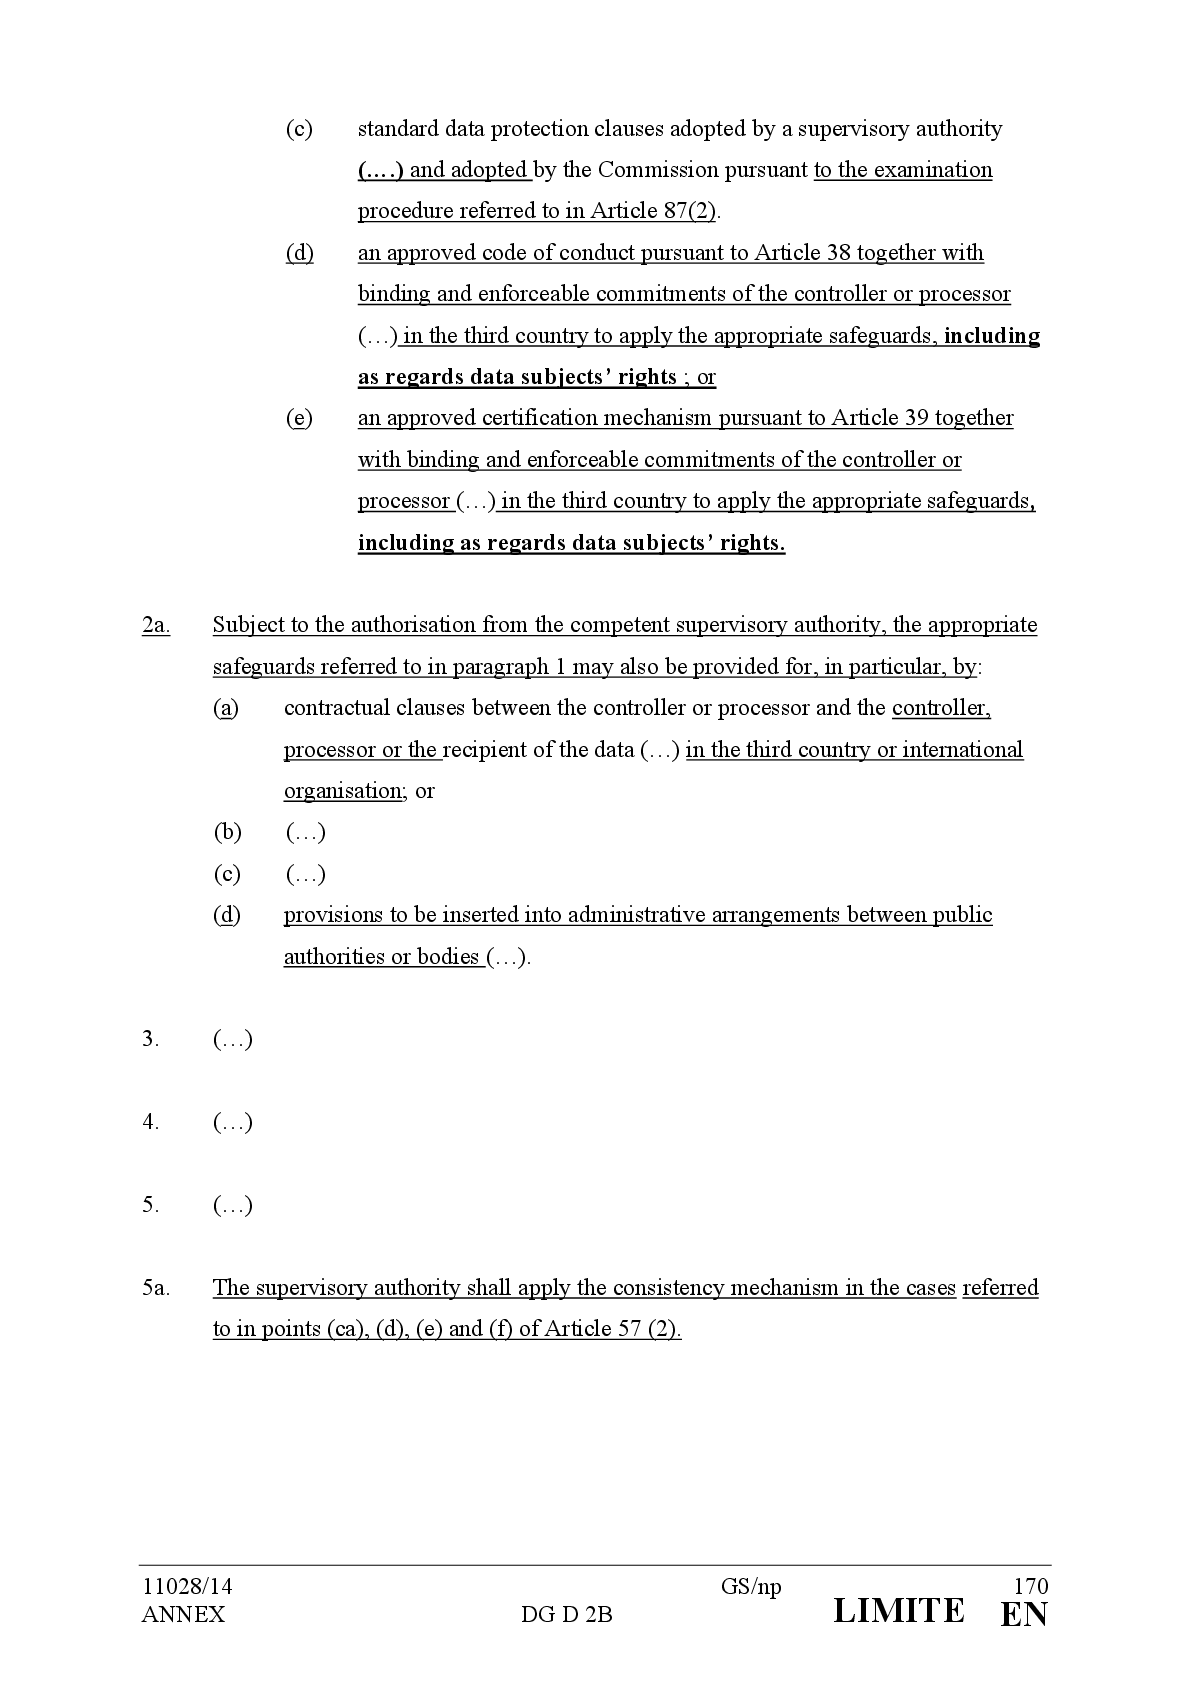 (c) standard data protection clauses adopted by a supervisory authority
(….) and adopted by the Commission pursuant to the examination
procedure referred to in Article 87(2).
(d) an approved code of conduct pursuant to Article 38 together with
binding and enforceable commitments of the controller or processor
(…) in the third country to apply the appropriate safeguards, including
as regards data subjects’ rights ; or
(e) an approved certification mechanism pursuant to Article 39 together
with binding and enforceable commitments of the controller or
processor (…) in the third country to apply the appropriate safeguards,
including as regards data subjects’ rights.
2a. Subject to the authorisation from the competent supervisory authority, the appropriate
safeguards referred to in paragraph 1 may also be provided for, in particular, by:
(a) contractual clauses between the controller or processor and the controller,
processor or the recipient of the data (…) in the third country or international
organisation; or
(b) (…)
(c) (…)
(d) provisions to be inserted into administrative arrangements between public
authorities or bodies (…).
3. (…)
4. (…)
5. (…)
5a. The supervisory authority shall apply the consistency mechanism in the cases referred
to in points (ca), (d), (e) and (f) of Article 57 (2).
11028/14 GS/np 170
ANNEX DG D 2B LIMITE EN